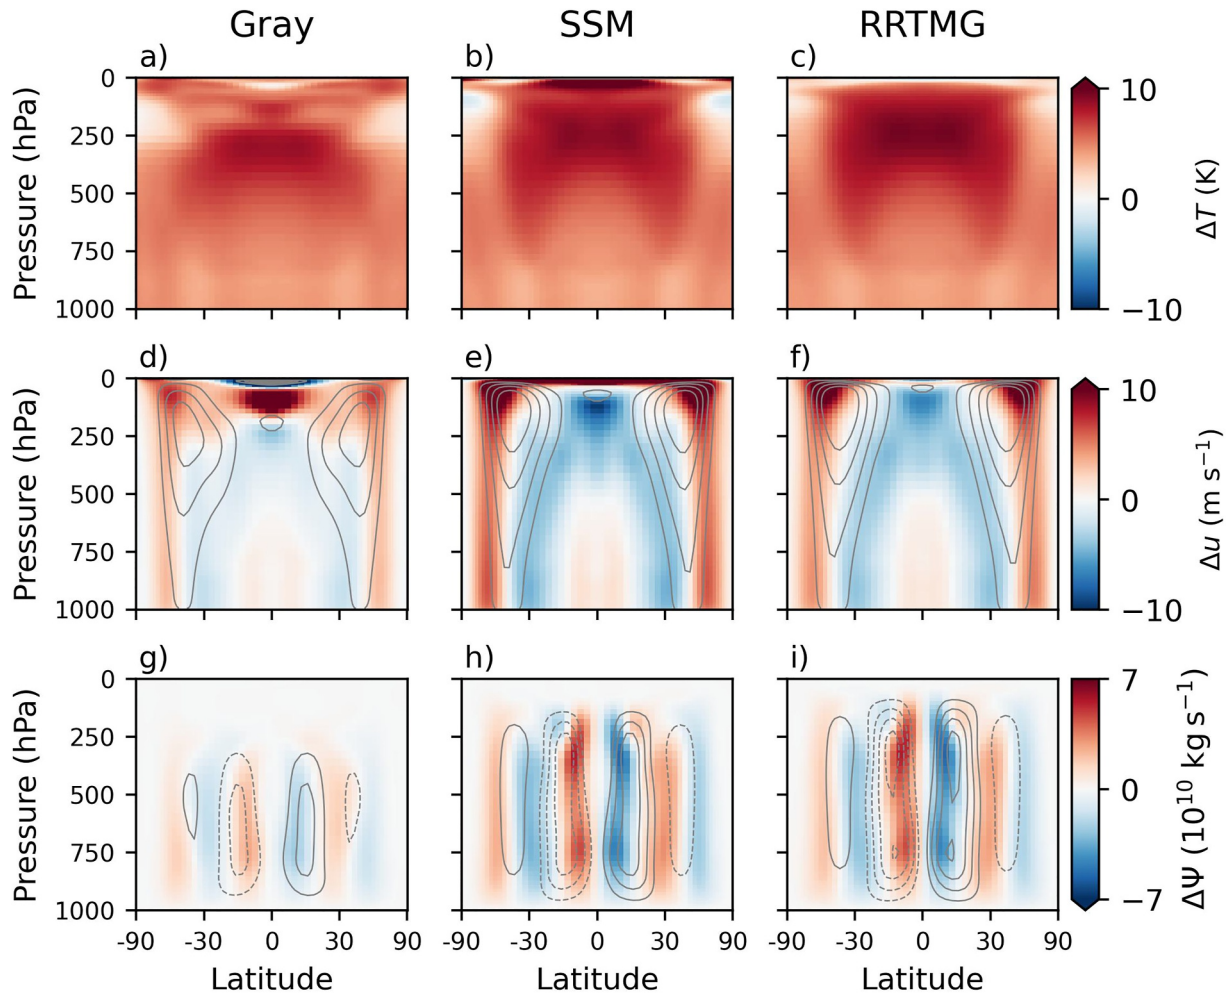 Gray SSM RRTMG
a) b) c)
Pressure (hPa)
0
250
500
750
1000
10
0
−10
ΔT (K)
d) e) f)
Pressure (hPa)
0
250
500
750
1000
10
0
−10
Δu (m s⁻¹)
g) h) i)
Pressure (hPa)
0
250
500
750
1000
7
0
−7
ΔΨ (10¹⁰ kg s⁻¹)
-90 -30 0 30 90 -90 -30 0 30 90 -90 -30 0 30 90
Latitude Latitude Latitude